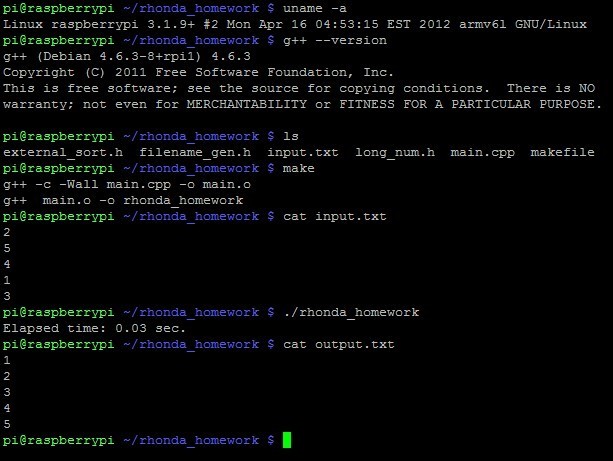 pi@raspberrypi ~/rhonda_homework $ uname -a
Linux raspberrypi 3.1.9+ #2 Mon Apr 16 04:53:15 EST 2012 armv6l GNU/Linux
pi@raspberrypi ~/rhonda_homework $ g++ --version
g++ (Debian 4.6.3-8+rpi1) 4.6.3
Copyright (C) 2011 Free Software Foundation, Inc.
This is free software; see the source for copying conditions.  There is NO
warranty; not even for MERCHANTABILITY or FITNESS FOR A PARTICULAR PURPOSE.

pi@raspberrypi ~/rhonda_homework $ ls
external_sort.h  filename_gen.h  input.txt  long_num.h  main.cpp  makefile
pi@raspberrypi ~/rhonda_homework $ make
g++ -c -Wall main.cpp -o main.o
g++  main.o -o rhonda_homework
pi@raspberrypi ~/rhonda_homework $ cat input.txt
2
5
4
1
3
pi@raspberrypi ~/rhonda_homework $ ./rhonda_homework
Elapsed time: 0.03 sec.
pi@raspberrypi ~/rhonda_homework $ cat output.txt
1
2
3
4
5
pi@raspberrypi ~/rhonda_homework $